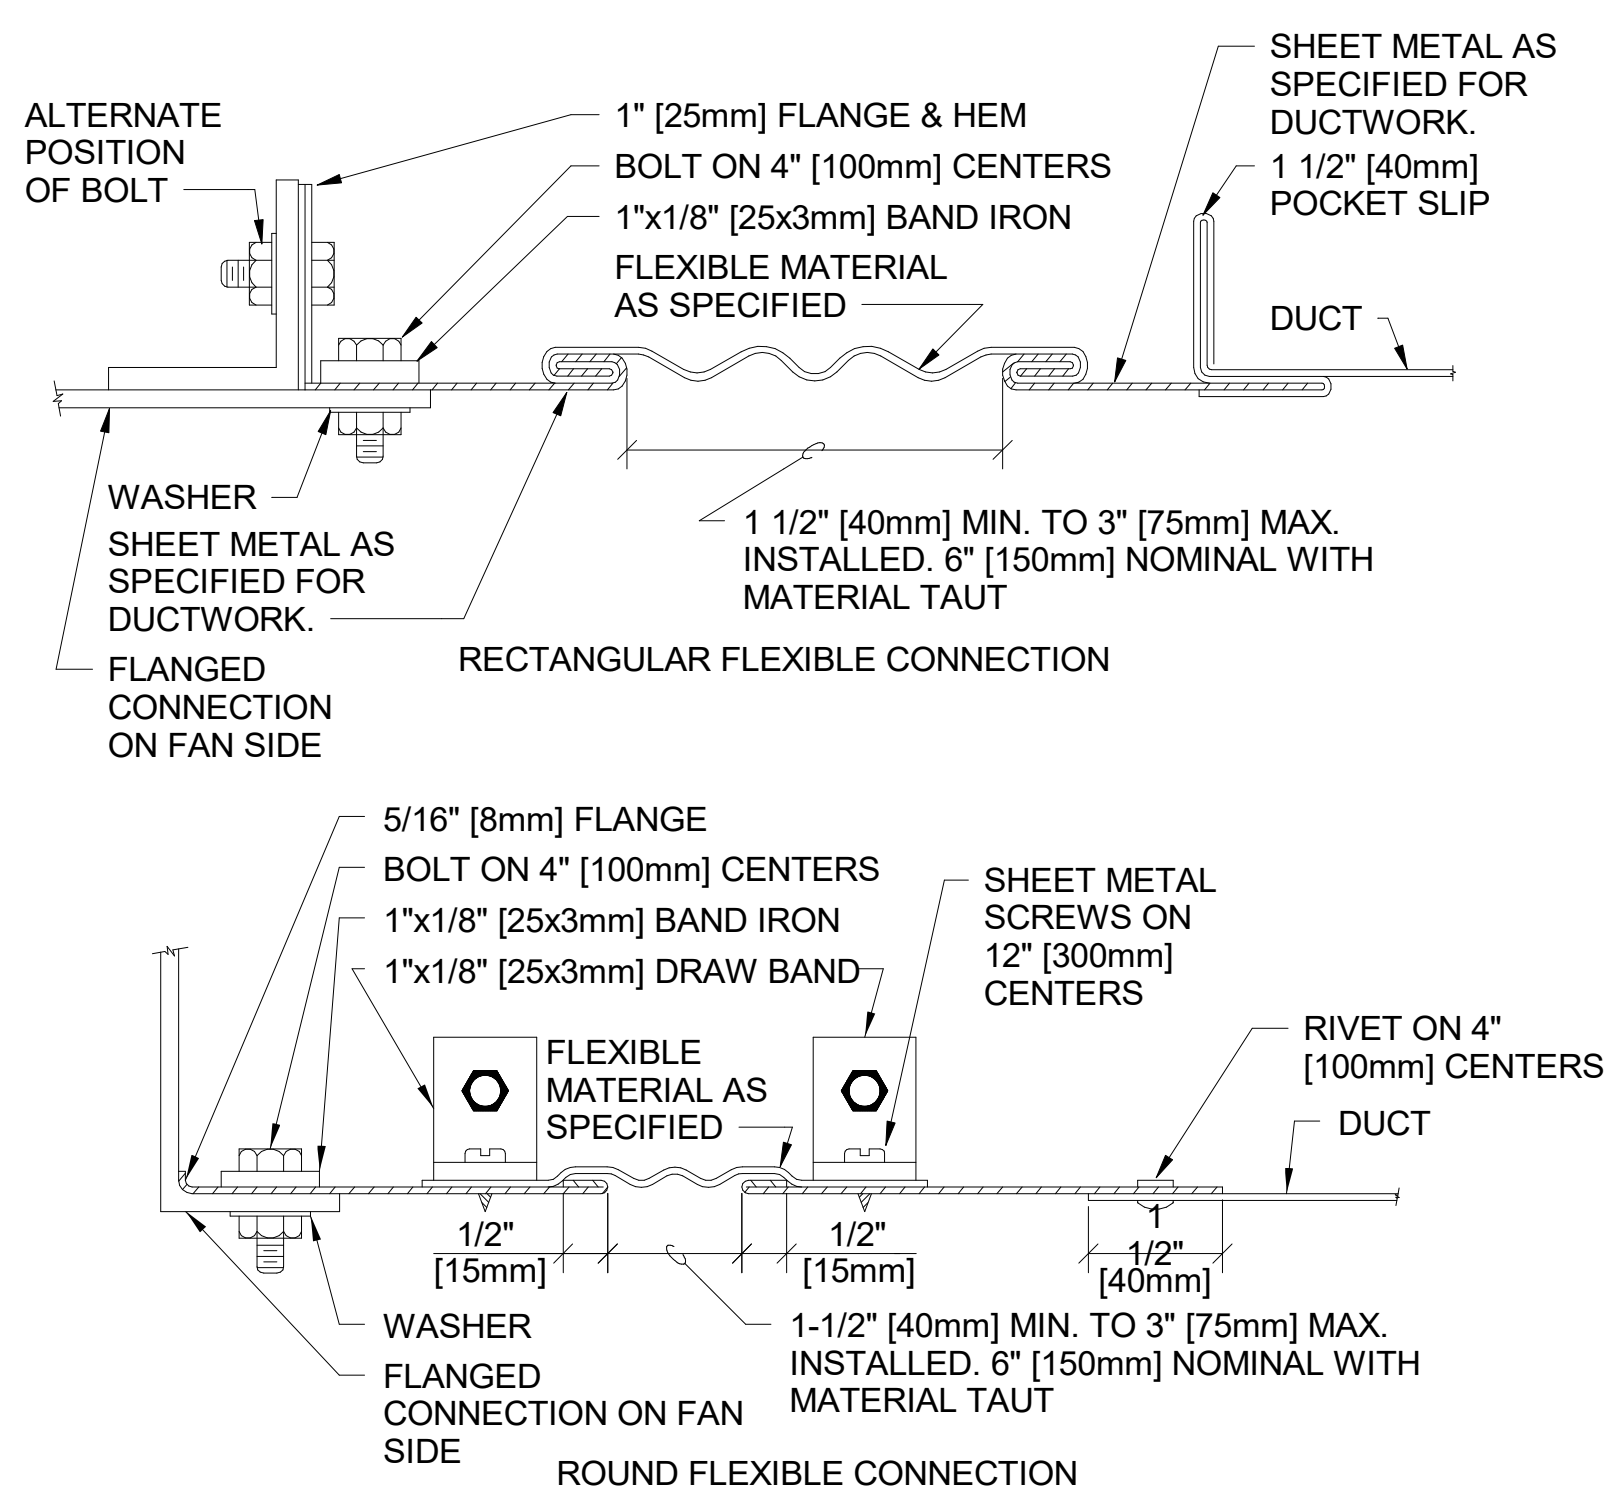 ALTERNATE
POSITION
OF BOLT
1" [25mm] FLANGE & HEM
BOLT ON 4" [100mm] CENTERS
1"x1/8" [25x3mm] BAND IRON
FLEXIBLE MATERIAL
AS SPECIFIED
SHEET METAL AS
SPECIFIED FOR
DUCTWORK.
1 1/2" [40mm]
POCKET SLIP
DUCT
WASHER
SHEET METAL AS
SPECIFIED FOR
DUCTWORK.
FLANGED
CONNECTION
ON FAN SIDE
1 1/2" [40mm] MIN. TO 3" [75mm] MAX.
INSTALLED. 6" [150mm] NOMINAL WITH
MATERIAL TAUT
RECTANGULAR FLEXIBLE CONNECTION
5/16" [8mm] FLANGE
BOLT ON 4" [100mm] CENTERS
1"x1/8" [25x3mm] BAND IRON
1"x1/8" [25x3mm] DRAW BAND
SHEET METAL
SCREWS ON
12" [300mm]
CENTERS
FLEXIBLE
MATERIAL AS
SPECIFIED
RIVET ON 4"
[100mm] CENTERS
DUCT
1/2"
[15mm]
1/2"
[15mm]
1
1/2"
[40mm]
WASHER
FLANGED
CONNECTION ON FAN
SIDE
1-1/2" [40mm] MIN. TO 3" [75mm] MAX.
INSTALLED. 6" [150mm] NOMINAL WITH
MATERIAL TAUT
ROUND FLEXIBLE CONNECTION